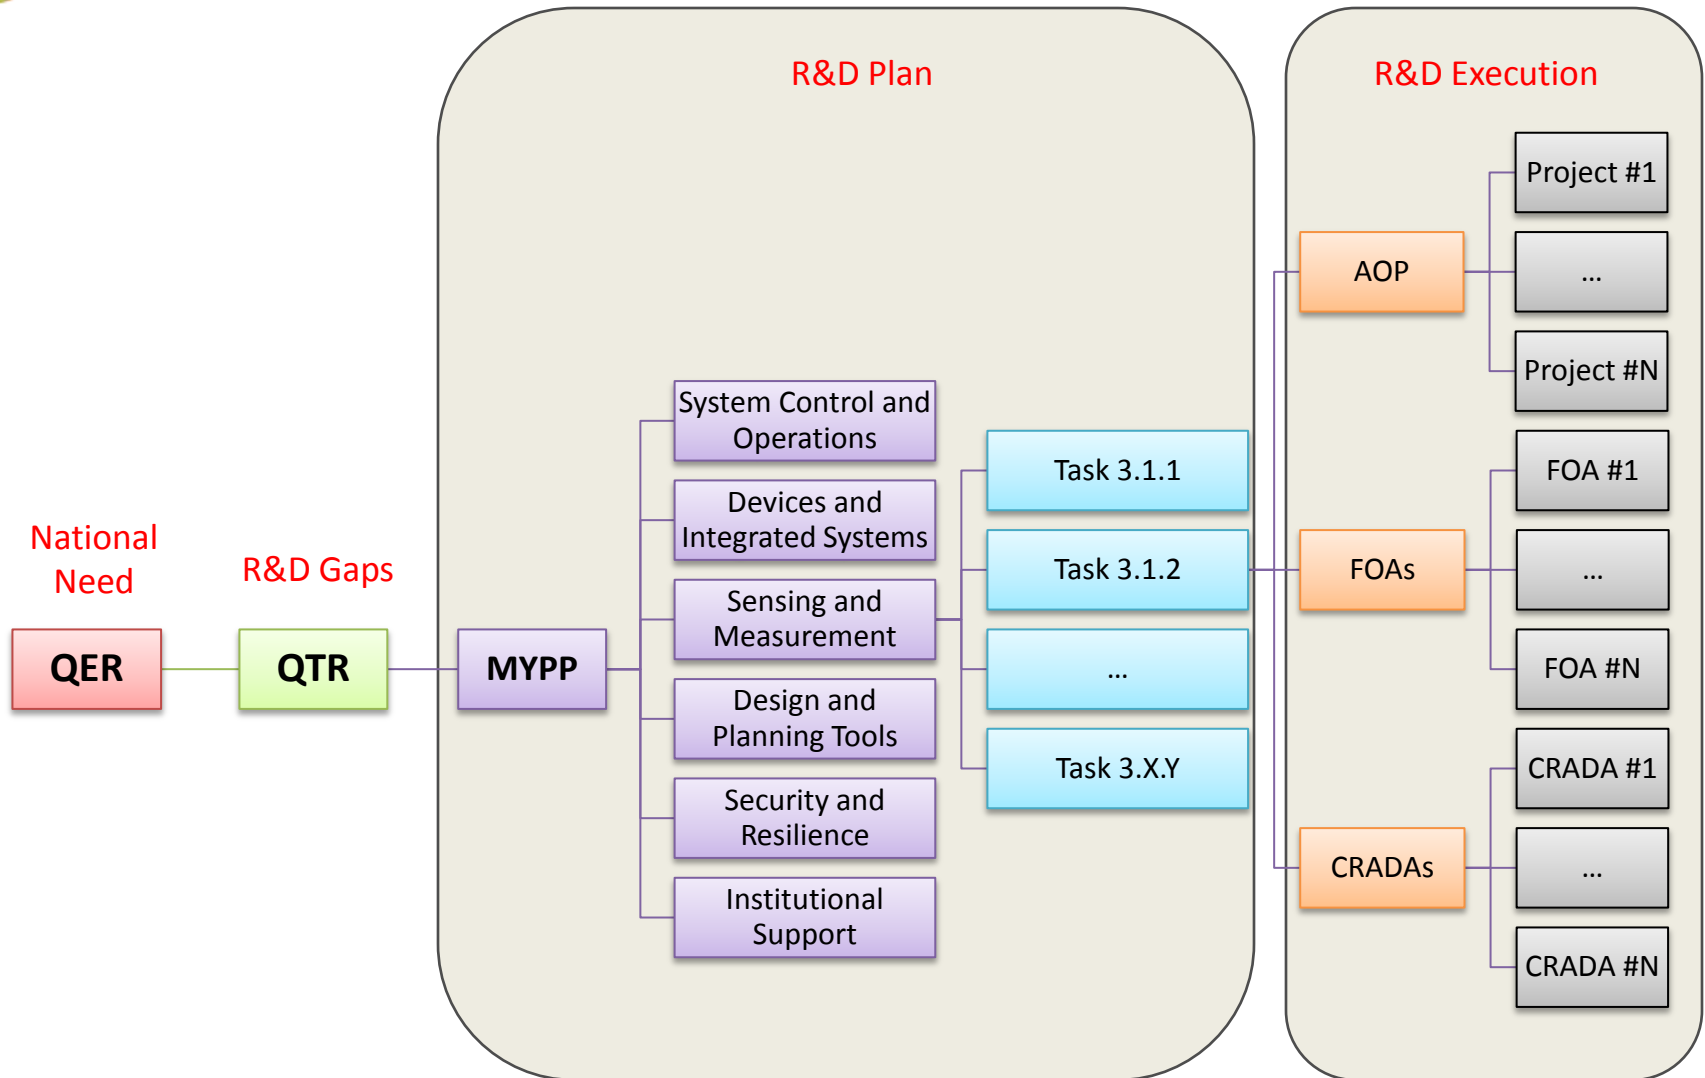 R&D Plan
R&D Execution
National
Need
R&D Gaps
QER
QTR
MYPP
System Control and
Operations
Devices and
Integrated Systems
Sensing and
Measurement
Design and
Planning Tools
Security and
Resilience
Institutional
Support
Task 3.1.1
Task 3.1.2
...
Task 3.X.Y
AOP
FOAs
CRADAs
Project #1
...
Project #N
FOA #1
...
FOA #N
CRADA #1
...
CRADA #N